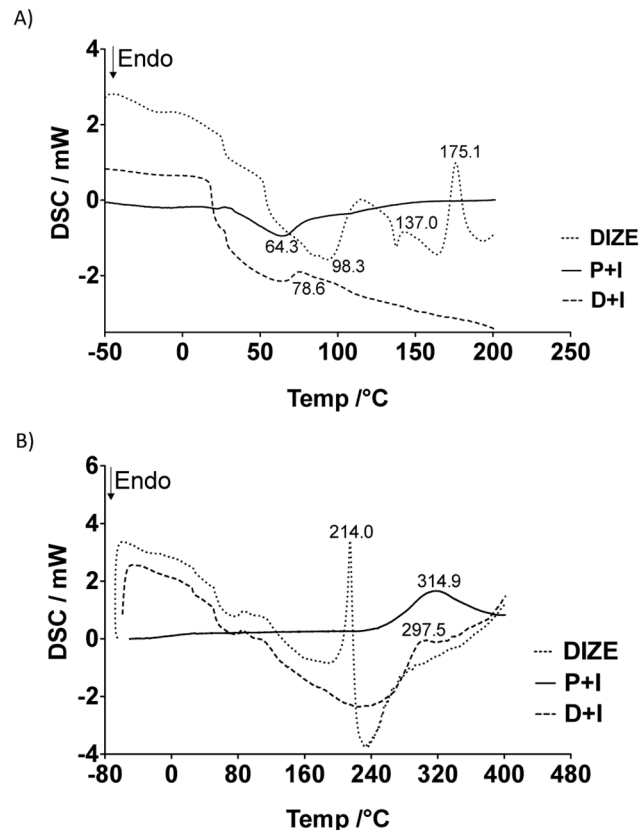 A)
Endo
4
2
0
-2
DSC / mW
175.1
137.0
64.3
98.3
78.6
DIZE
P+I
D+I
-50 0 50 100 150 200 250
Temp /°C
B)
Endo
6
4
2
0
-2
-4
DSC / mW
214.0
314.9
297.5
DIZE
P+I
D+I
-80 0 80 160 240 320 400 480
Temp /°C